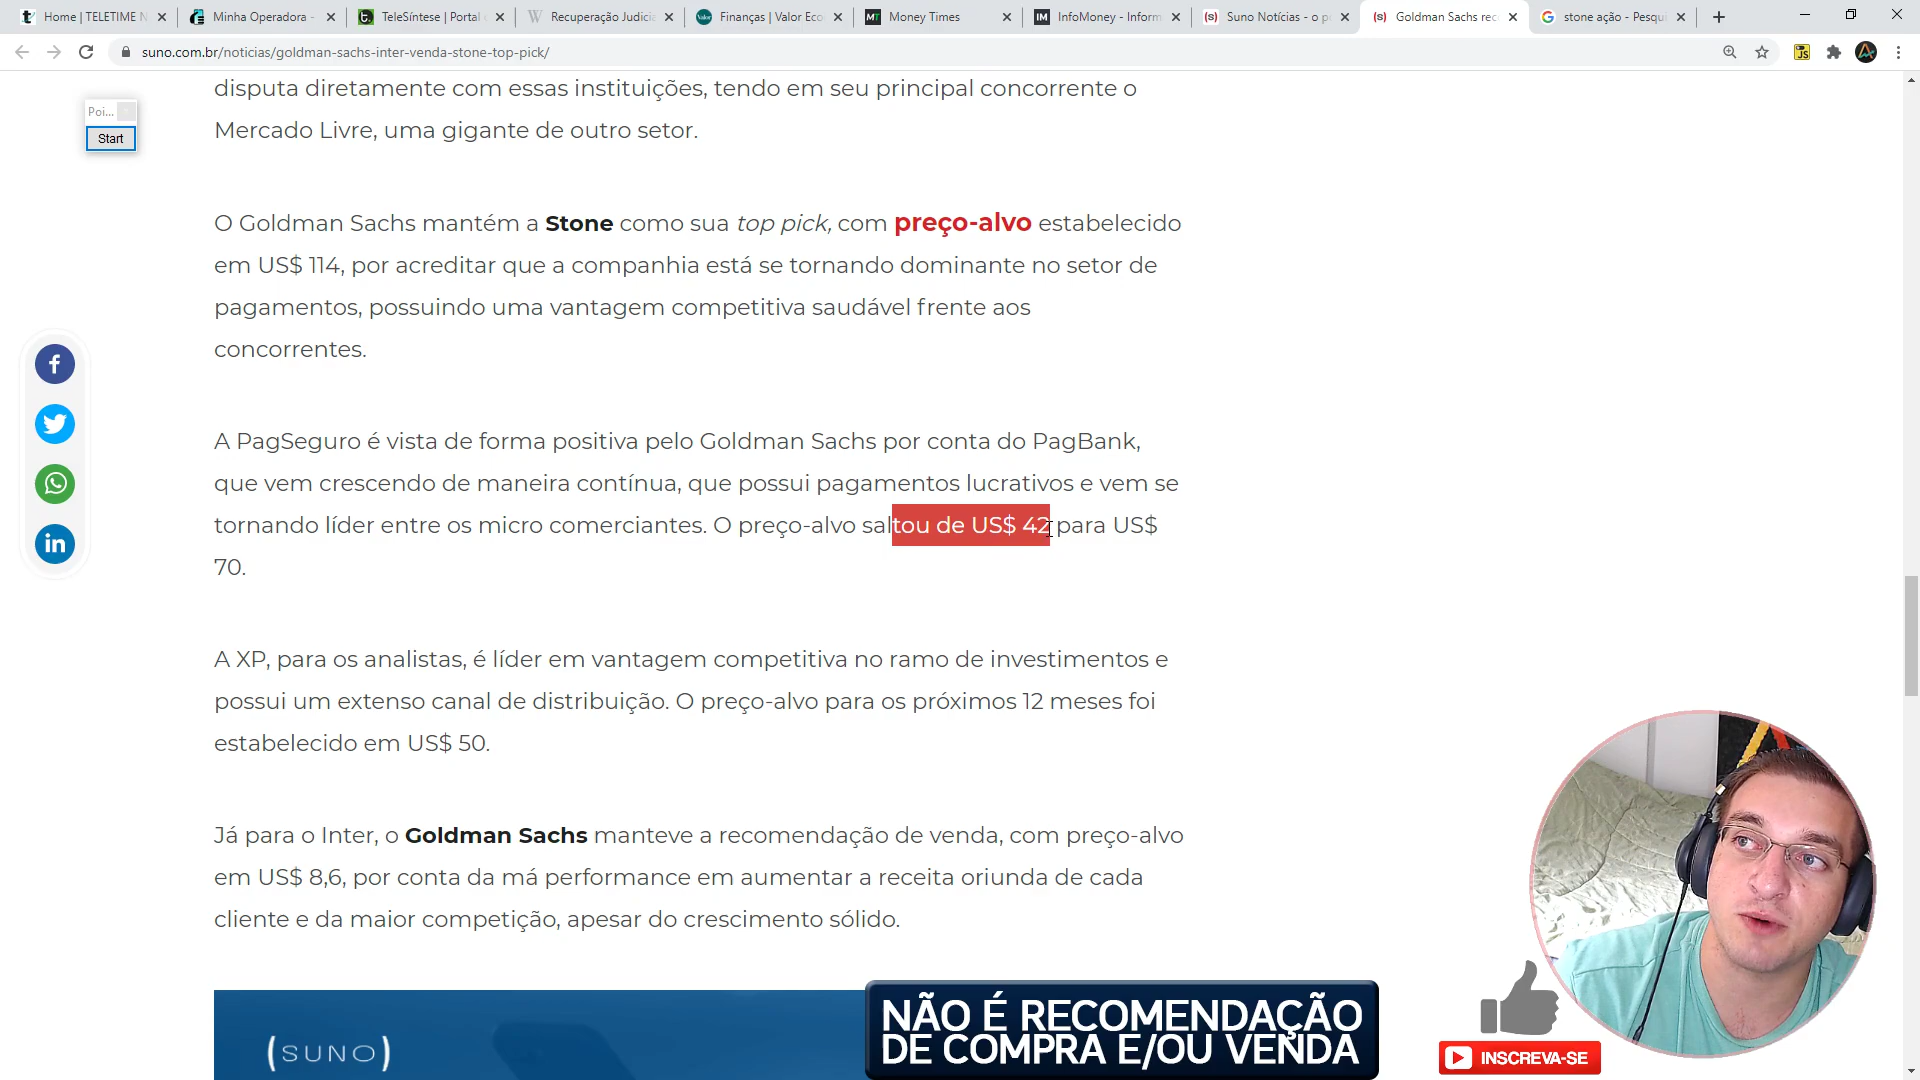 Home | TELETIME N
Minha Operadora -
TeleSíntese | Portal d
Recuperação Judicia
Finanças | Valor Eco
Money Times
InfoMoney - Inform
Suno Notícias - o p
Goldman Sachs rec
stone ação - Pesqui
suno.com.br/noticias/goldman-sachs-inter-venda-stone-top-pick/
Poi...
Start
disputa diretamente com essas instituições, tendo em seu principal concorrente o
Mercado Livre, uma gigante de outro setor.
O Goldman Sachs mantém a Stone como sua top pick, com preço-alvo estabelecido
em US$ 114, por acreditar que a companhia está se tornando dominante no setor de
pagamentos, possuindo uma vantagem competitiva saudável frente aos
concorrentes.
A PagSeguro é vista de forma positiva pelo Goldman Sachs por conta do PagBank,
que vem crescendo de maneira contínua, que possui pagamentos lucrativos e vem se
tornando líder entre os micro comerciantes. O preço-alvo saltou de US$ 42 para US$
70.
A XP, para os analistas, é líder em vantagem competitiva no ramo de investimentos e
possui um extenso canal de distribuição. O preço-alvo para os próximos 12 meses foi
estabelecido em US$ 50.
Já para o Inter, o Goldman Sachs manteve a recomendação de venda, com preço-alvo
em US$ 8,6, por conta da má performance em aumentar a receita oriunda de cada
cliente e da maior competição, apesar do crescimento sólido.
(SUNO)
NÃO É RECOMENDAÇÃO
DE COMPRA E/OU VENDA
INSCREVA-SE